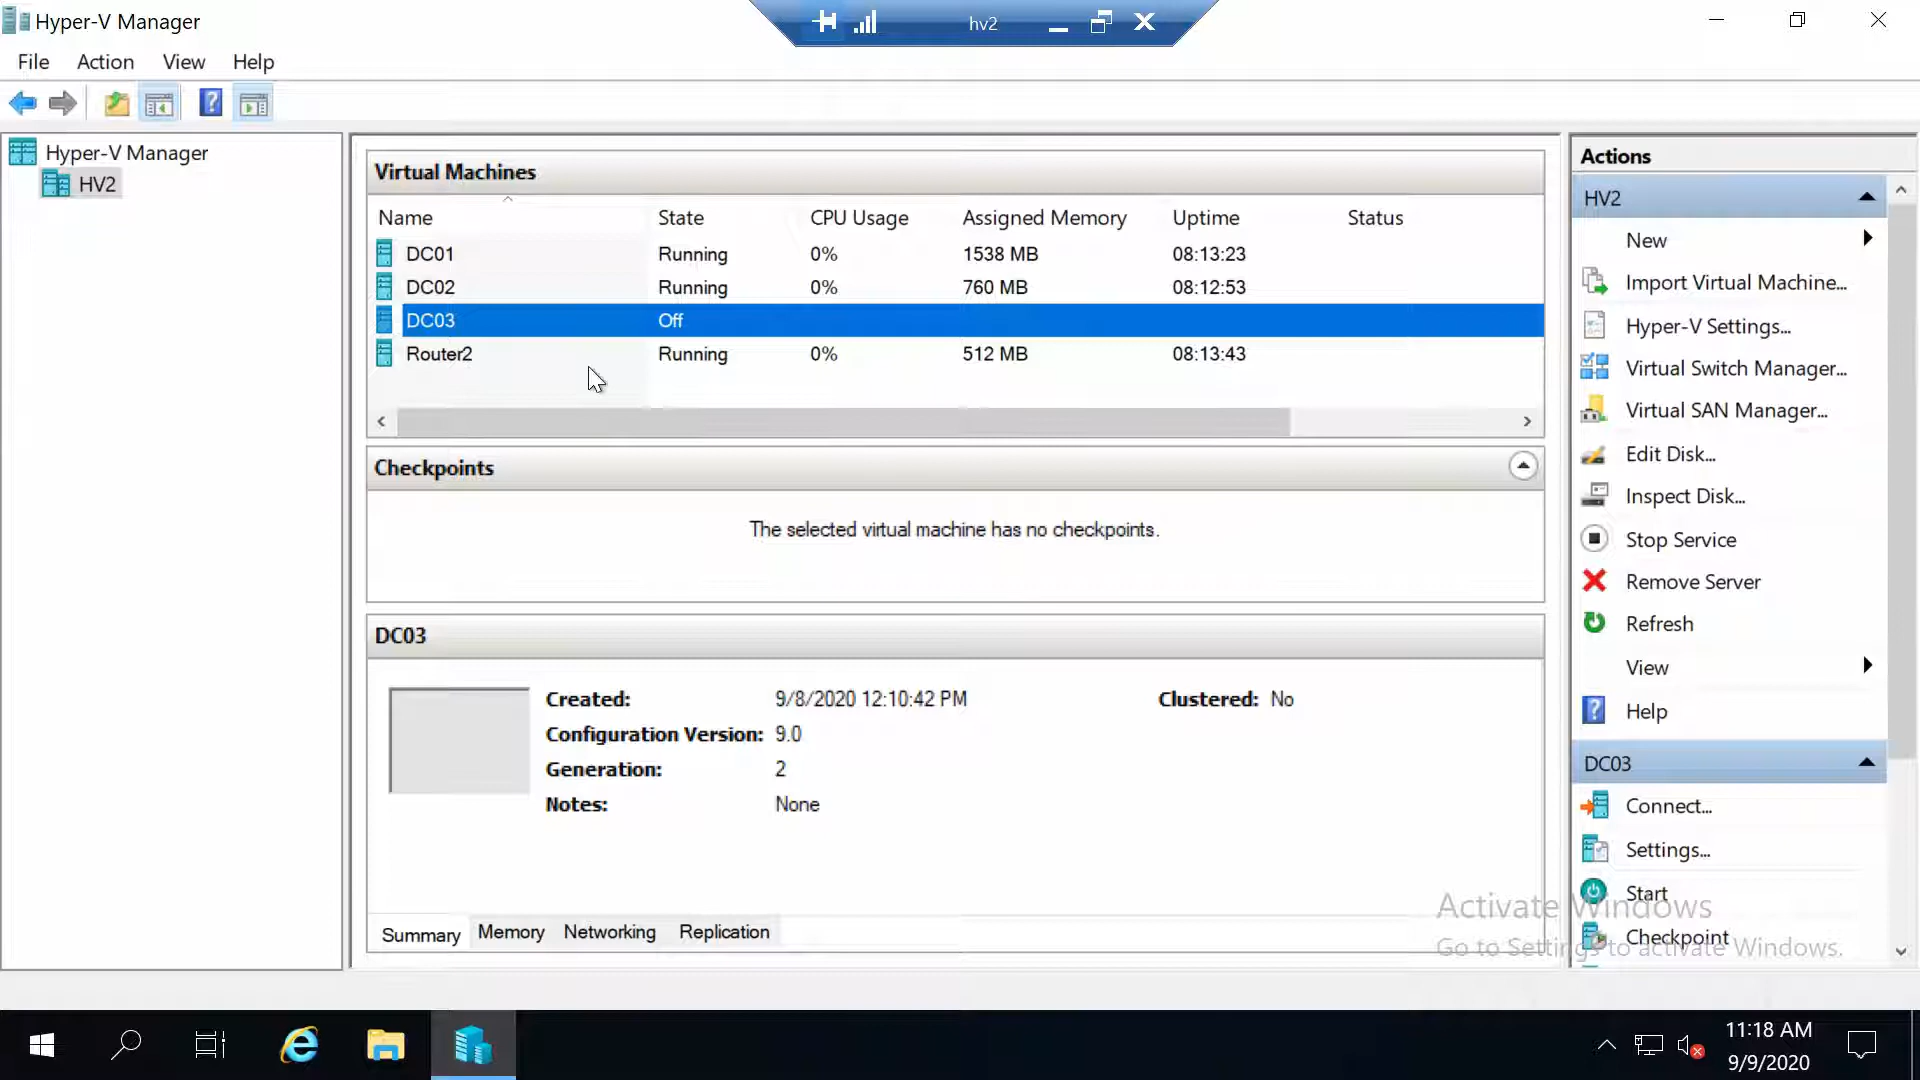 Hyper-V Manager
hv2
File Action View Help
Hyper-V Manager
HV2
Virtual Machines
Name State CPU Usage Assigned Memory Uptime Status
DC01 Running 0% 1538 MB 08:13:23
DC02 Running 0% 760 MB 08:12:53
DC03 Off
Router2 Running 0% 512 MB 08:13:43
Checkpoints
The selected virtual machine has no checkpoints.
DC03
Created: 9/8/2020 12:10:42 PM Clustered: No
Configuration Version: 9.0
Generation: 2
Notes: None
Summary Memory Networking Replication
Actions
HV2
New
Import Virtual Machine...
Hyper-V Settings...
Virtual Switch Manager...
Virtual SAN Manager...
Edit Disk...
Inspect Disk...
Stop Service
Remove Server
Refresh
View
Help
DC03
Connect...
Settings...
Start
Checkpoint
Activate Windows
Go to Settings to activate Windows.
11:18 AM
9/9/2020